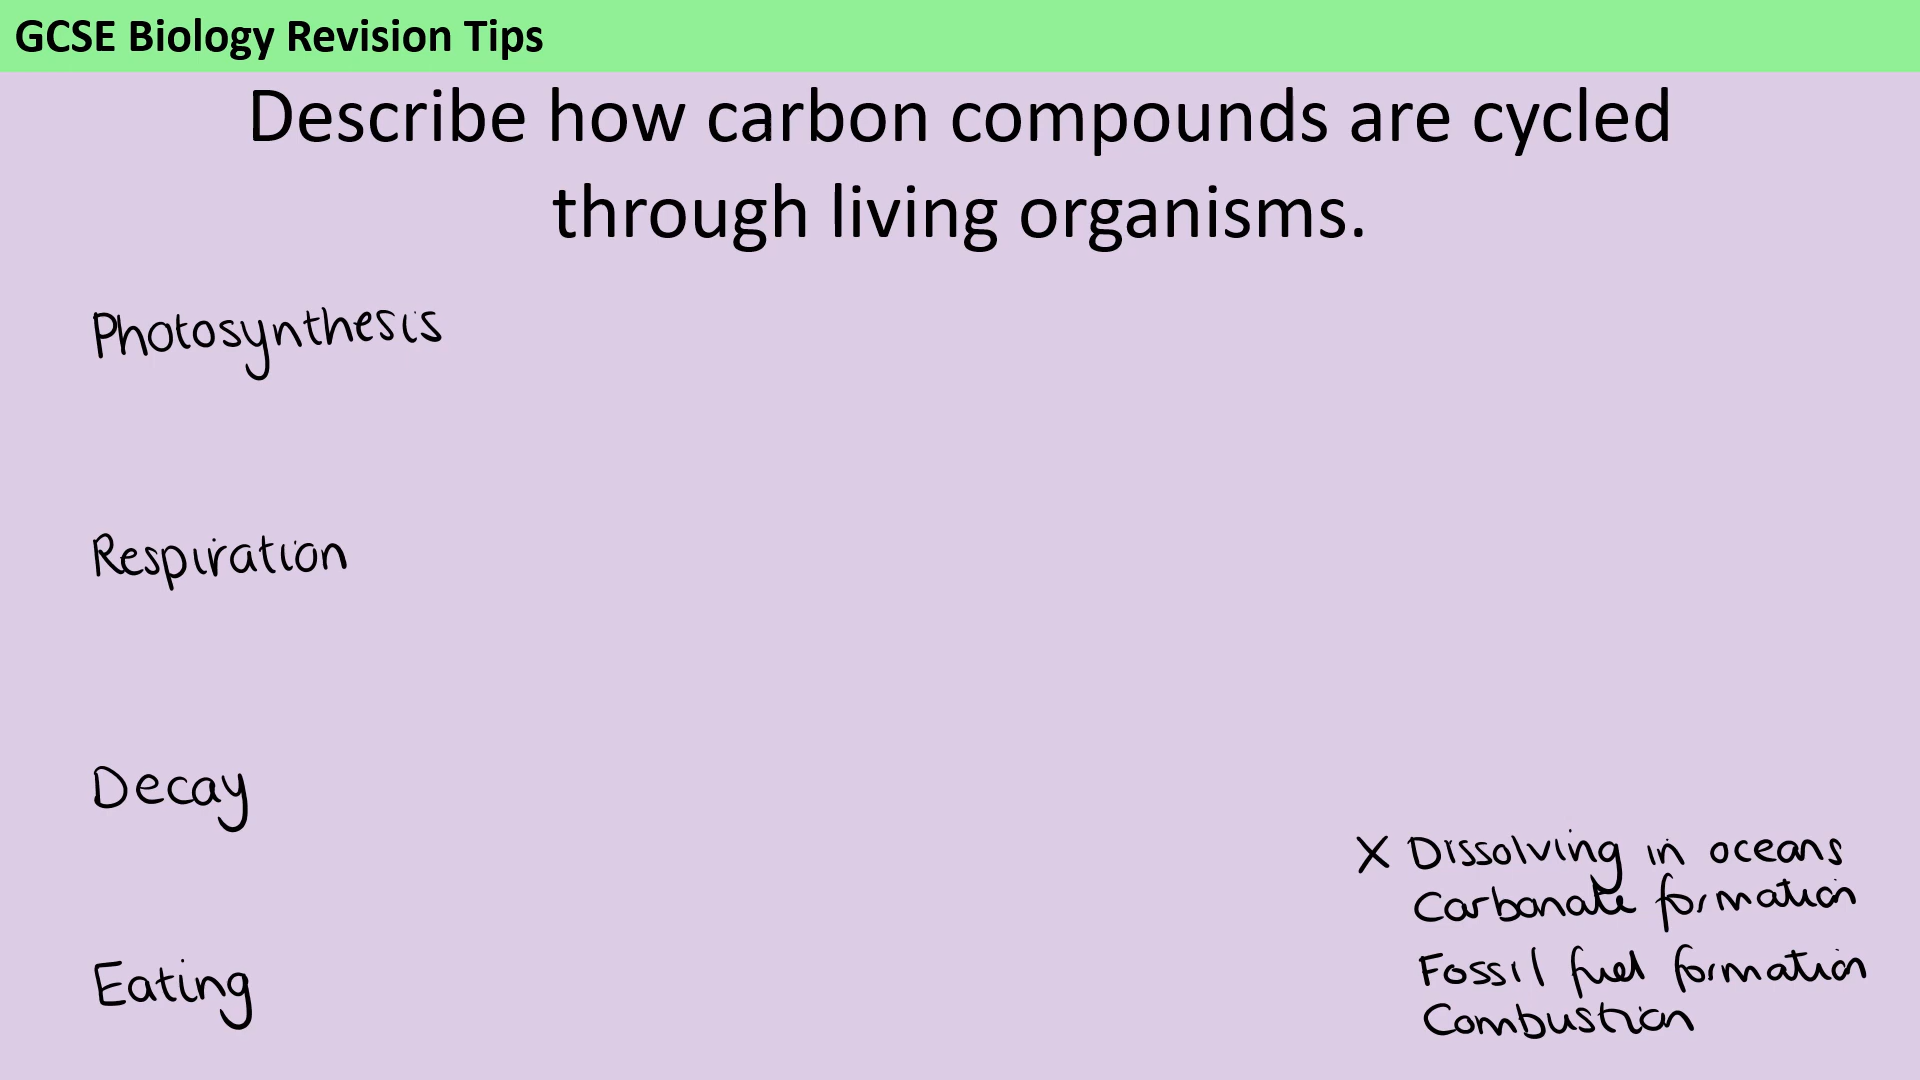 GCSE Biology Revision Tips
Describe how carbon compounds are cycled
through living organisms.
Photosynthesis
Respiration
Decay
Eating
X Dissolving in oceans
Carbonate formation
Fossil fuel formation
Combustion